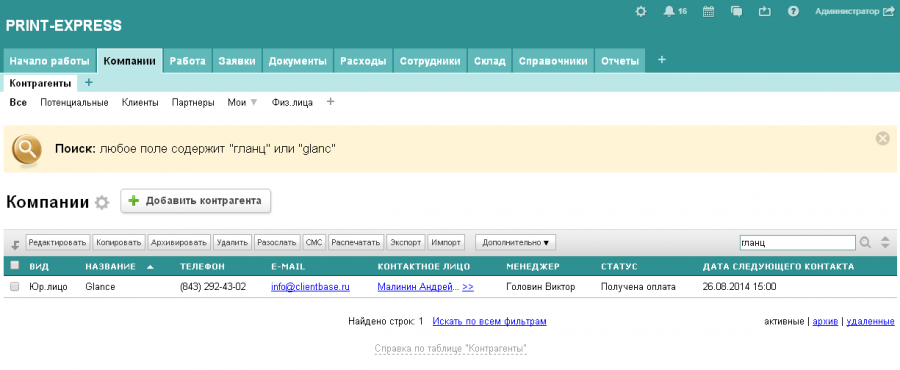 16 Администратор
PRINT-EXPRESS
Начало работы Компании Работа Заявки Документы Расходы Сотрудники Склад Справочники Отчеты +
Контрагенты +
Все Потенциальные Клиенты Партнеры Мои ▼ Физ.лица +
Поиск: любое поле содержит "гланц" или "glanc"
Компании Добавить контрагента
Редактировать Копировать Архивировать Удалить Разослать СМС Распечатать Экспорт Импорт Дополнительно ▼ гланц
ВИД НАЗВАНИЕ ТЕЛЕФОН E-MAIL КОНТАКТНОЕ ЛИЦО МЕНЕДЖЕР СТАТУС ДАТА СЛЕДУЮЩЕГО КОНТАКТА
Юр.лицо Glance (843) 292-43-02 info@clientbase.ru Малинин Андрей... >> Головин Виктор Получена оплата 26.08.2014 15:00
Найдено строк: 1 Искать по всем фильтрам активные | архив | удаленные
Справка по таблице "Контрагенты"